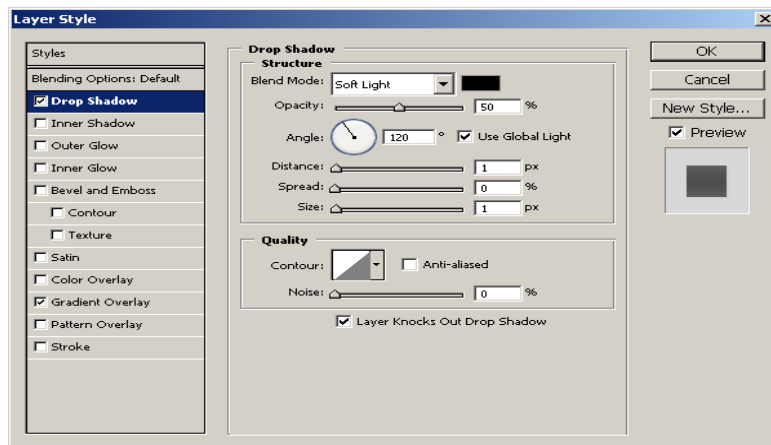 Layer Style
Styles
Blending Options: Default
Drop Shadow
Inner Shadow
Outer Glow
Inner Glow
Bevel and Emboss
Contour
Texture
Satin
Color Overlay
Gradient Overlay
Pattern Overlay
Stroke
Drop Shadow
Structure
Blend Mode: Soft Light
Opacity: 50 %
Angle: 120 ° Use Global Light
Distance: 1 px
Spread: 0 %
Size: 1 px
Quality
Contour: Anti-aliased
Noise: 0 %
Layer Knocks Out Drop Shadow
OK
Cancel
New Style...
Preview